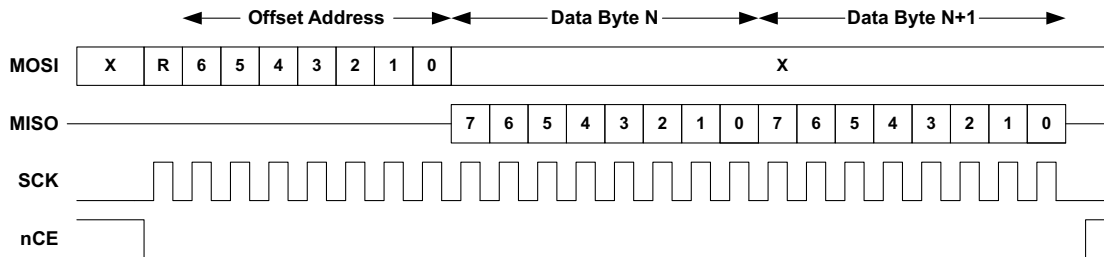 Offset Address Data Byte N Data Byte N+1
MOSI X R 6 5 4 3 2 1 0 X
MISO 7 6 5 4 3 2 1 0 7 6 5 4 3 2 1 0
SCK
nCE